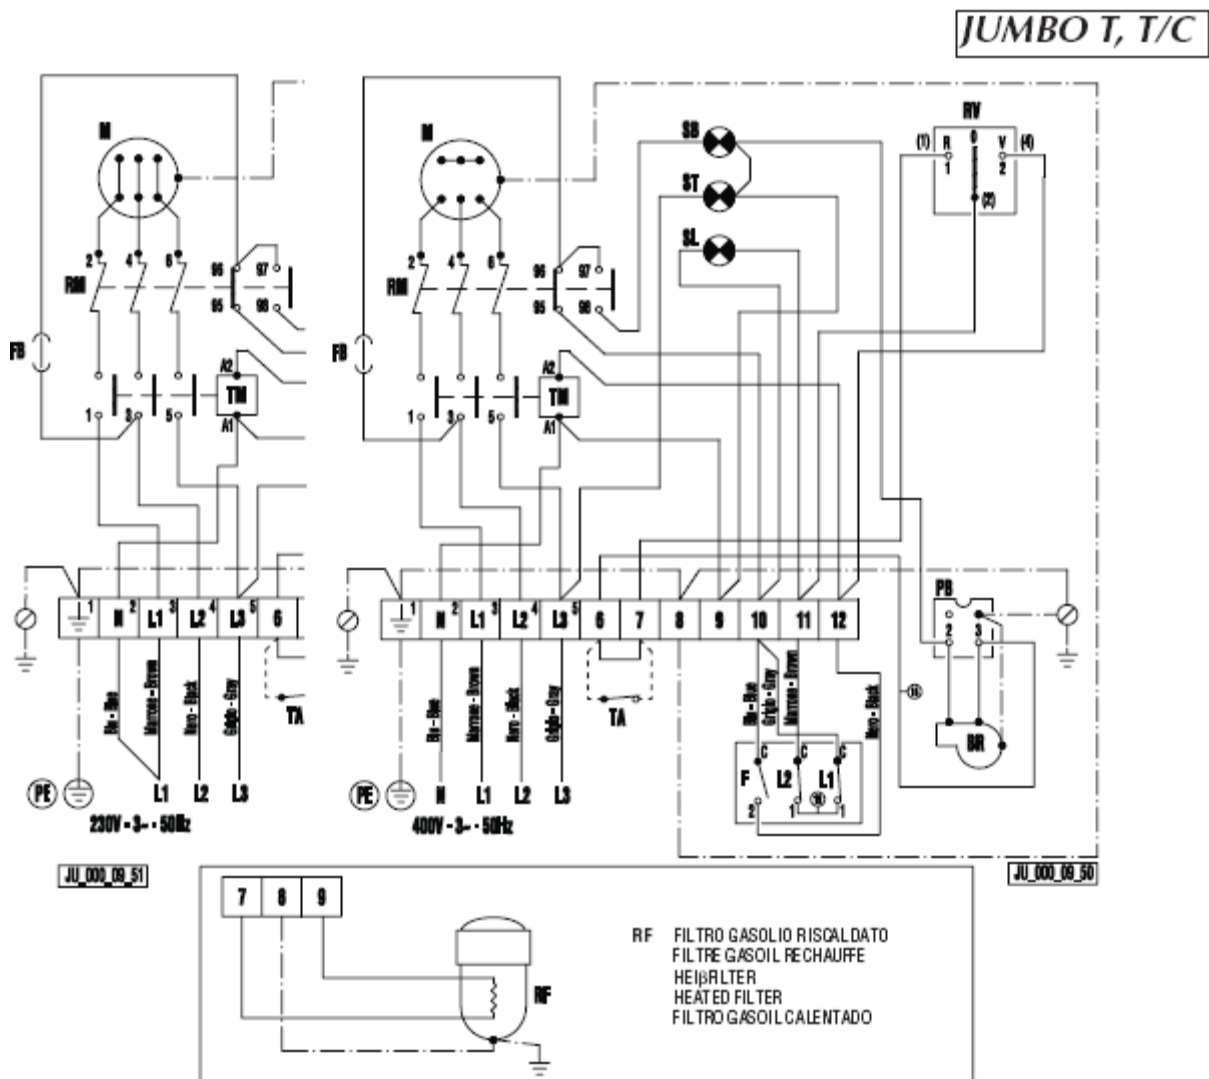 JUMBO T, T/C
M
M
SB
ST
SL
RV
(1) R 0 V (4)
1 2
(2)
2 4 6 96 97
RM
95 98
2 4 6 96 97
RM
95 98
FB
FB
A2
TM
A1
1 3 5
A2
TM
A1
1 3 5
1 N 2 L1 3 L2 4 L3 5 6
1 N 2 L1 3 L2 4 L3 5 6 7 8 9 10 11 12
PB
2 3
Blu - Blue
Marrone - Brown
Nero - Black
Grigio - Gray
TA
Blu - Blue
Marrone - Brown
Nero - Black
Grigio - Gray
TA
Blu - Blue
Grigio - Gray
Marrone - Brown
Nero - Black
(16)
BR
C C C
F L2 L1
2 1 (16) 1
PE L1 L2 L3
230V - 3~ - 50Hz
PE N L1 L2 L3
400V - 3~ - 50Hz
JU_000_09_51
JU_000_09_50
7 8 9
RF
RF FILTRO GASOLIO RISCALDATO
FILTRE GASOIL RECHAUFFE
HEIβFILTER
HEATED FILTER
FILTRO GASOIL CALENTADO